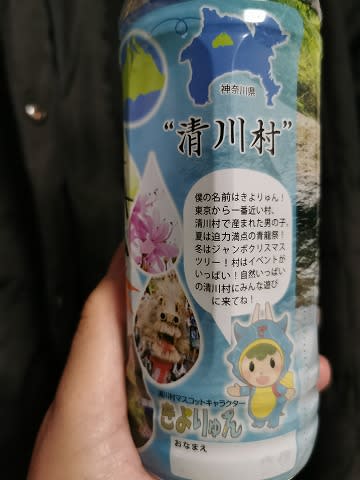 神奈川県
“清川村”
僕の名前はきよりゅん！
東京から一番近い村、
清川村で産まれた男の子。
夏は迫力満点の青龍祭！
冬はジャンボクリスマス
ツリー！村はイベントが
いっぱい！自然いっぱい
の清川村にみんな遊び
に来てね！
清川村マスコットキャラクター
きよりゅん
おなまえ